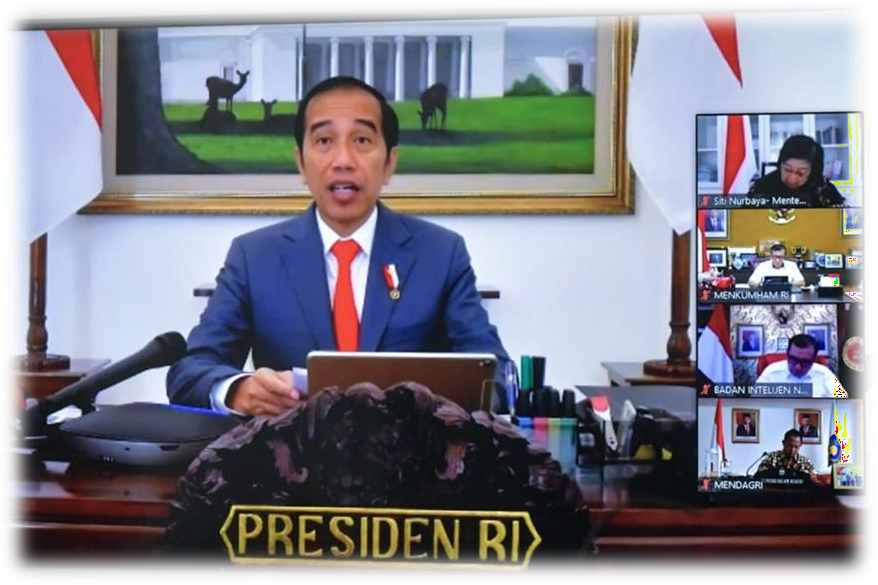 PRESIDEN RI
Siti Nurbaya- Mente...
MENKUMHAM RI
BADAN INTELIJEN N...
MENDAGRI